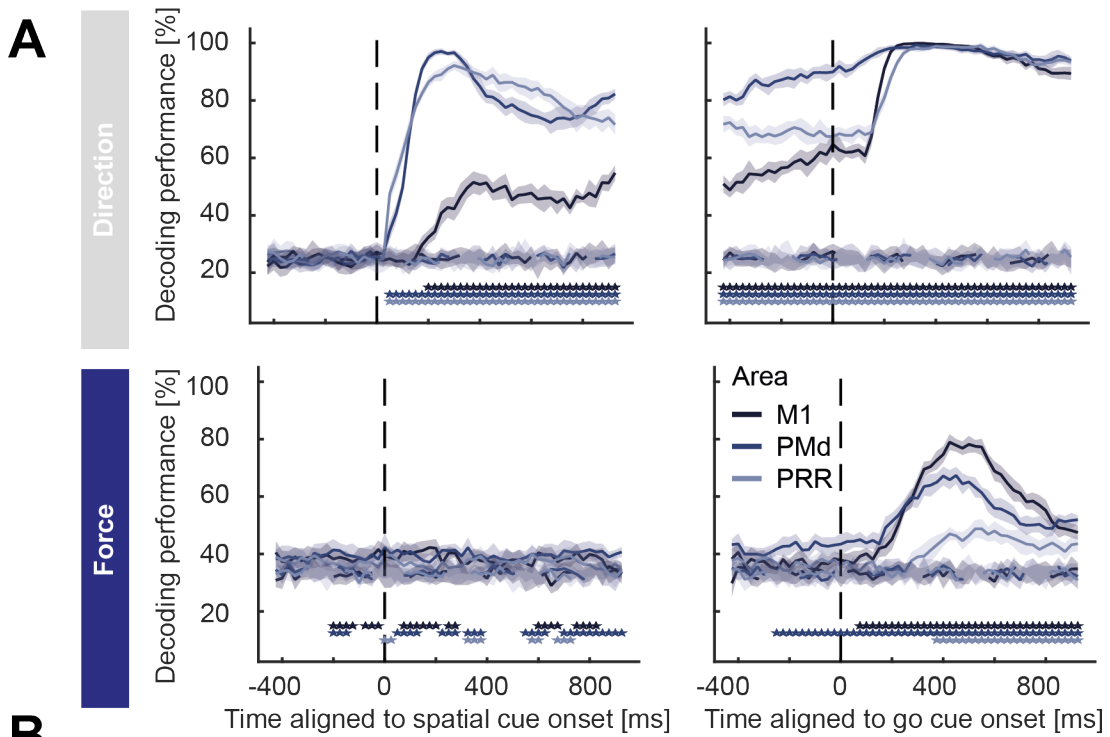 A
Direction
Decoding performance [%]
100
80
60
40
20
Force
Decoding performance [%]
100
80
60
40
20
Area
M1
PMd
PRR
-400 0 400 800
-400 0 400 800
Time aligned to spatial cue onset [ms]
Time aligned to go cue onset [ms]
B